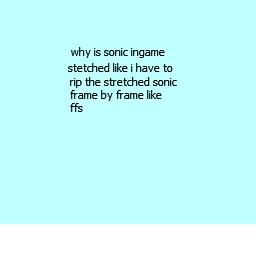 why is sonic ingame
stetched like i have to
rip the stretched sonic
frame by frame like
ffs